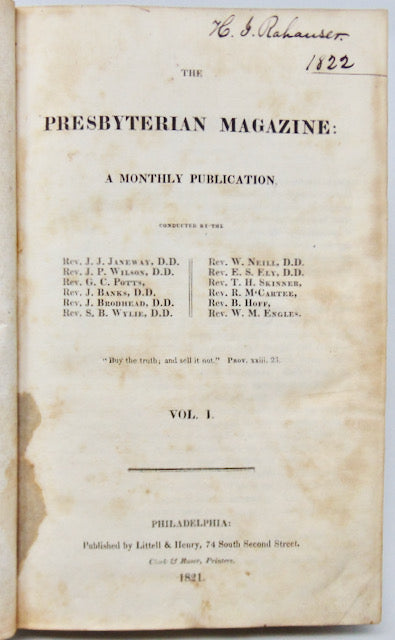 H. J. Rahauser.
1822
THE
PRESBYTERIAN MAGAZINE:
A MONTHLY PUBLICATION,
CONDUCTED BY THE
Rev. J. J. Janeway, D.D.
Rev. J. P. Wilson, D.D.
Rev. G. C. Potts,
Rev. J. Banks, D.D.
Rev. J. Brodhead, D.D.
Rev. S. B. Wylie, D.D.
Rev. W. Neill, D.D.
Rev. E. S. Ely, D.D.
Rev. T. H. Skinner,
Rev. R. M‘Cartee,
Rev. B. Hoff,
Rev. W. M. Engles.
"Buy the truth; and sell it not." Prov. xxiii. 23.
VOL. I.
PHILADELPHIA:
Published by Littell & Henry, 74 South Second Street.
Clark & Raser, Printers.
1821.